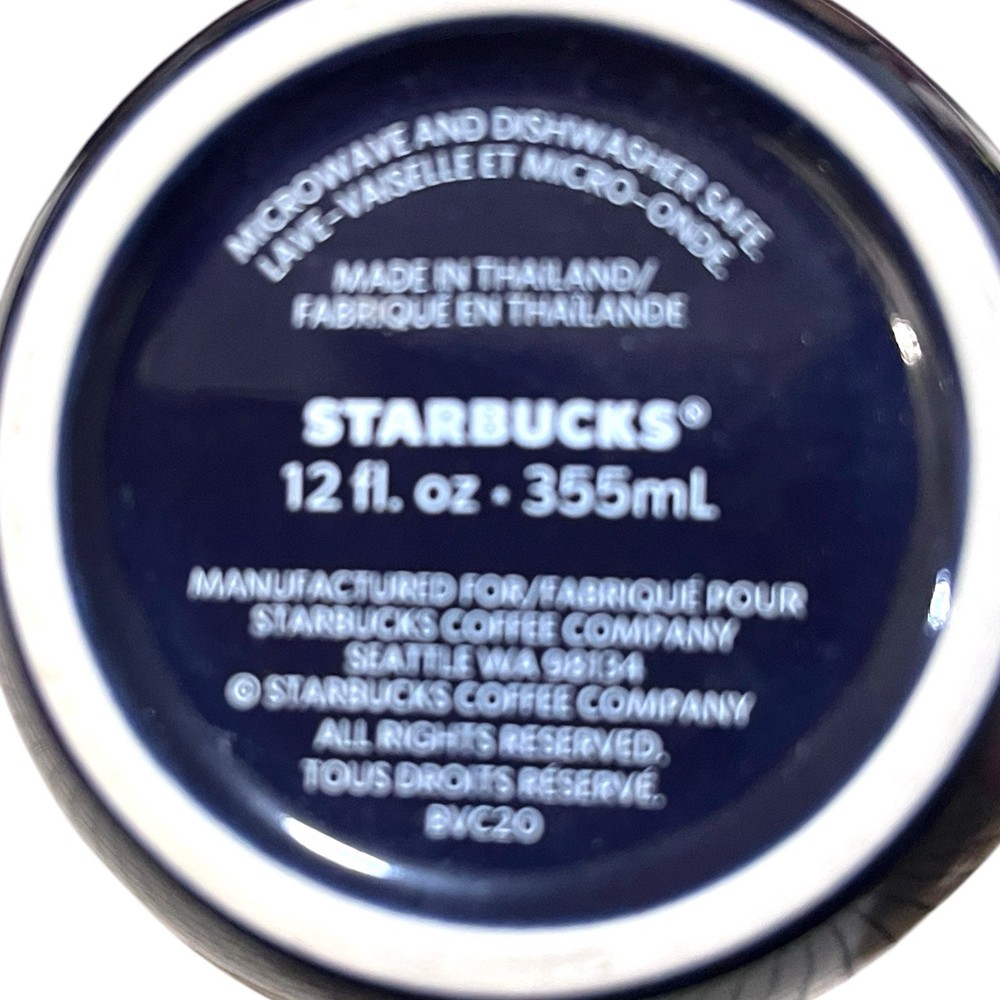 MICROWAVE AND DISHWASHER SAFE.
LAVE-VAISELLE ET MICRO-ONDE.
MADE IN THAILAND/
FABRIQUÉ EN THAÏLANDE
STARBUCKS®
12 fl. oz • 355mL
MANUFACTURED FOR/FABRIQUÉ POUR
STARBUCKS COFFEE COMPANY
SEATTLE WA 98134
© STARBUCKS COFFEE COMPANY
ALL RIGHTS RESERVED.
TOUS DROITS RÉSERVÉ.
BVC20